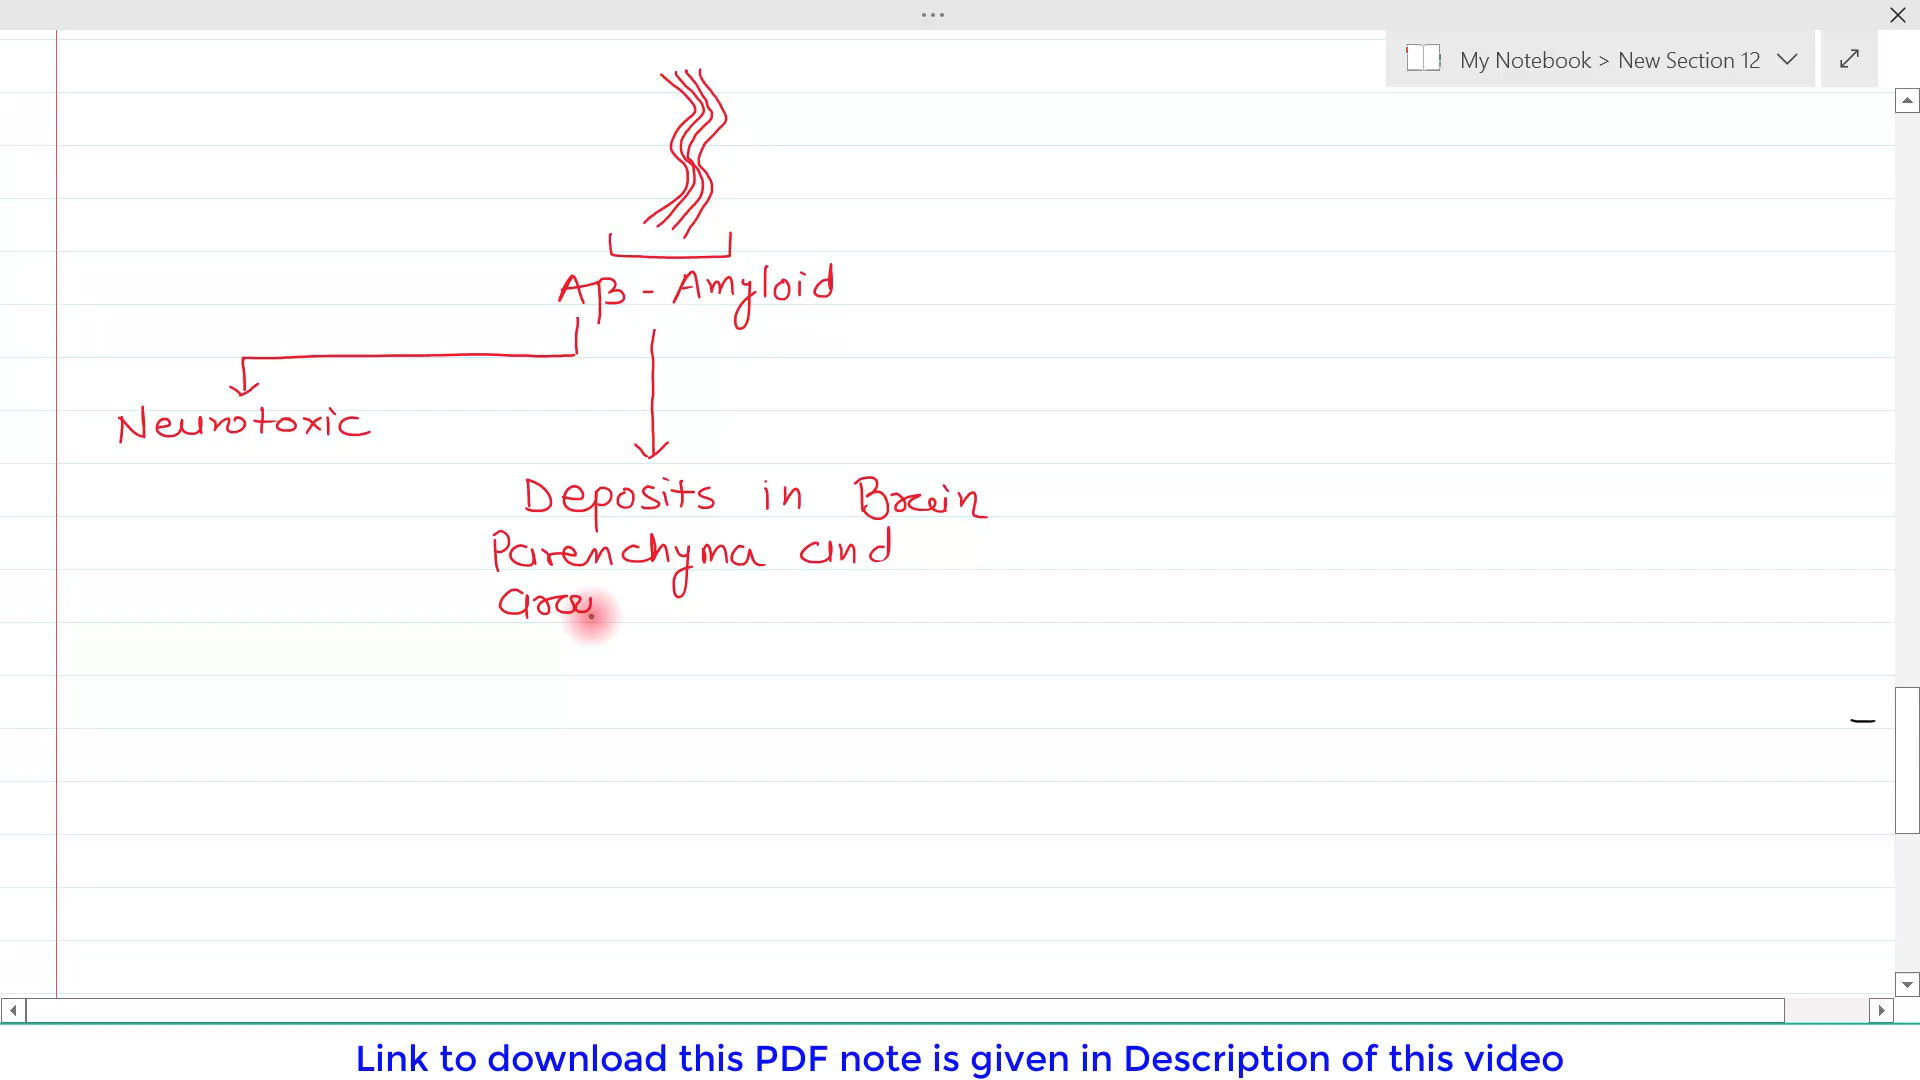 My Notebook > New Section 12
Aβ - Amyloid
Neurotoxic
Deposits in Brain
Parenchyma and
Link to download this PDF note is given in Description of this video